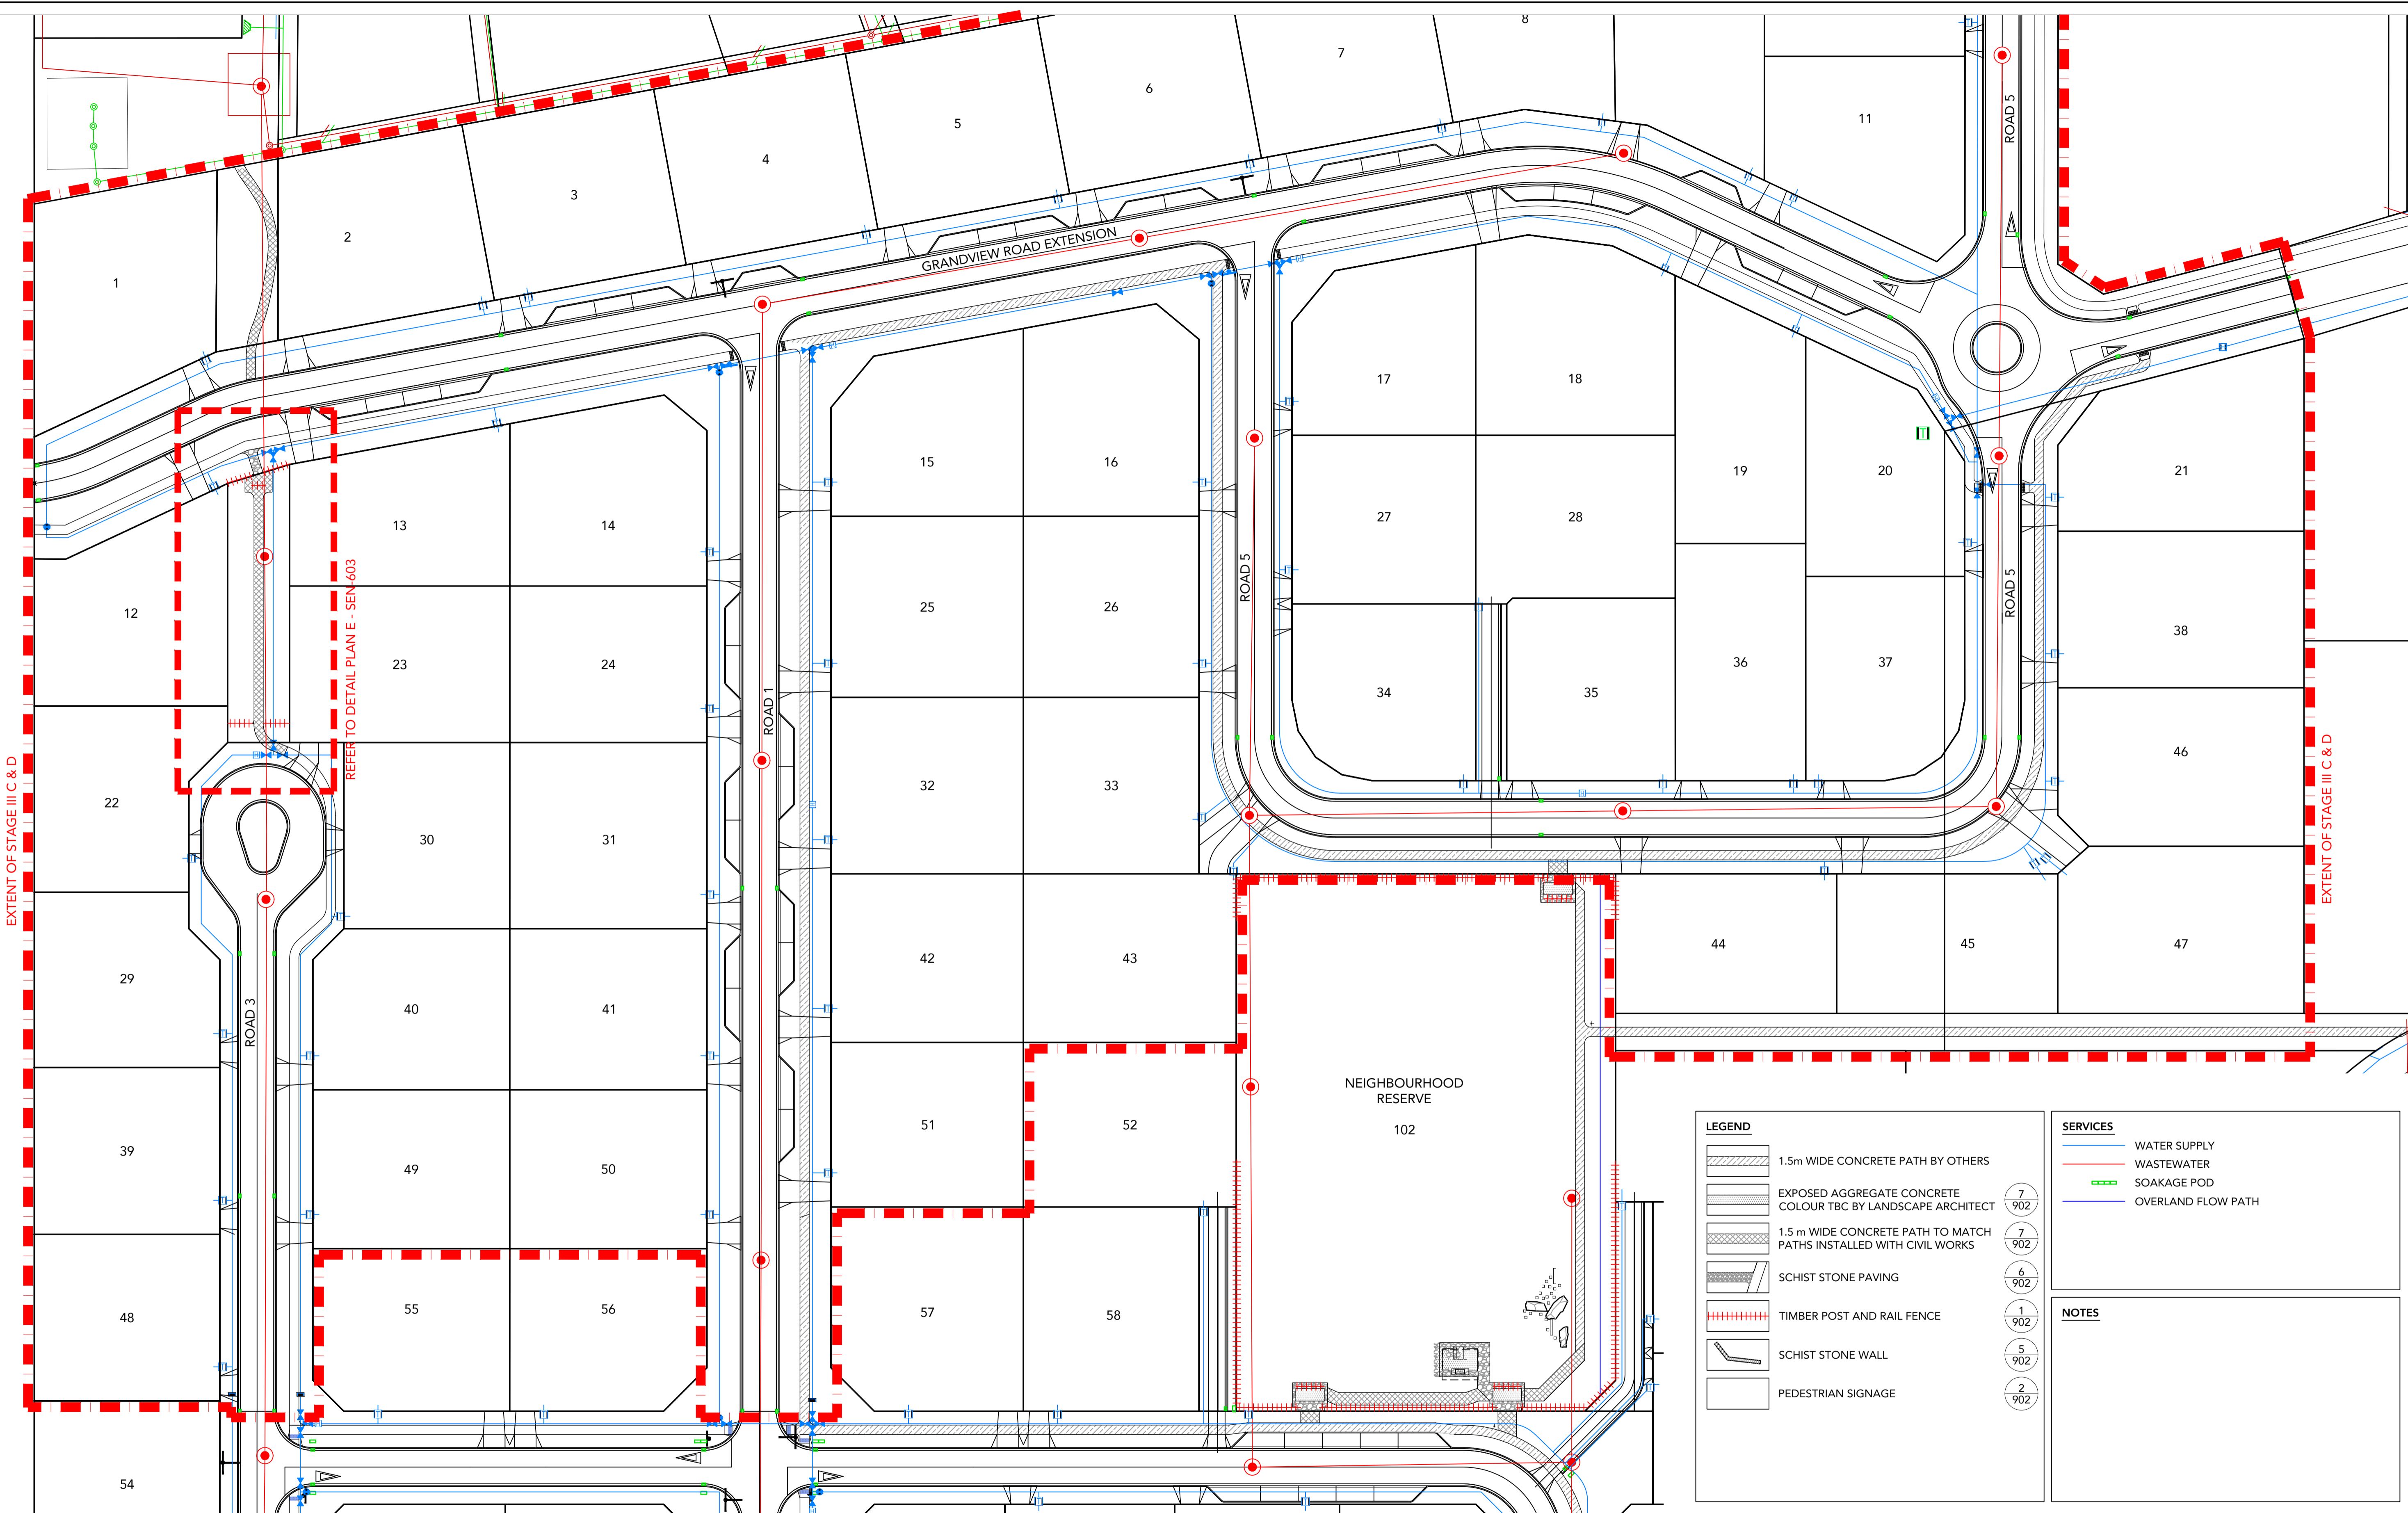 8
7
6
5
4
3
2
1
11
ROAD 5
GRANDVIEW ROAD EXTENSION
17
18
15
16
19
20
21
13
14
27
28
ROAD 5
ROAD 5
12
25
26
38
23
24
REFER TO DETAIL PLAN E - SEN-603
ROAD 1
34
35
36
37
46
22
30
31
32
33
EXTENT OF STAGE III C & D
EXTENT OF STAGE III C & D
29
40
41
ROAD 3
42
43
44
45
47
39
49
50
51
52
NEIGHBOURHOOD
RESERVE
102
48
55
56
57
58
54
LEGEND
1.5m WIDE CONCRETE PATH BY OTHERS
EXPOSED AGGREGATE CONCRETE
COLOUR TBC BY LANDSCAPE ARCHITECT
7
902
1.5 m WIDE CONCRETE PATH TO MATCH
PATHS INSTALLED WITH CIVIL WORKS
7
902
SCHIST STONE PAVING
6
902
TIMBER POST AND RAIL FENCE
1
902
SCHIST STONE WALL
5
902
PEDESTRIAN SIGNAGE
2
902
SERVICES
WATER SUPPLY
WASTEWATER
SOAKAGE POD
OVERLAND FLOW PATH
NOTES